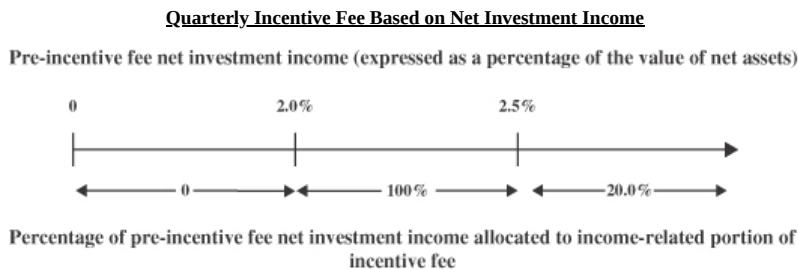 Quarterly Incentive Fee Based on Net Investment Income
Pre-incentive fee net investment income (expressed as a percentage of the value of net assets)
0 2.0% 2.5%
0 100% 20.0%
Percentage of pre-incentive fee net investment income allocated to income-related portion of
incentive fee